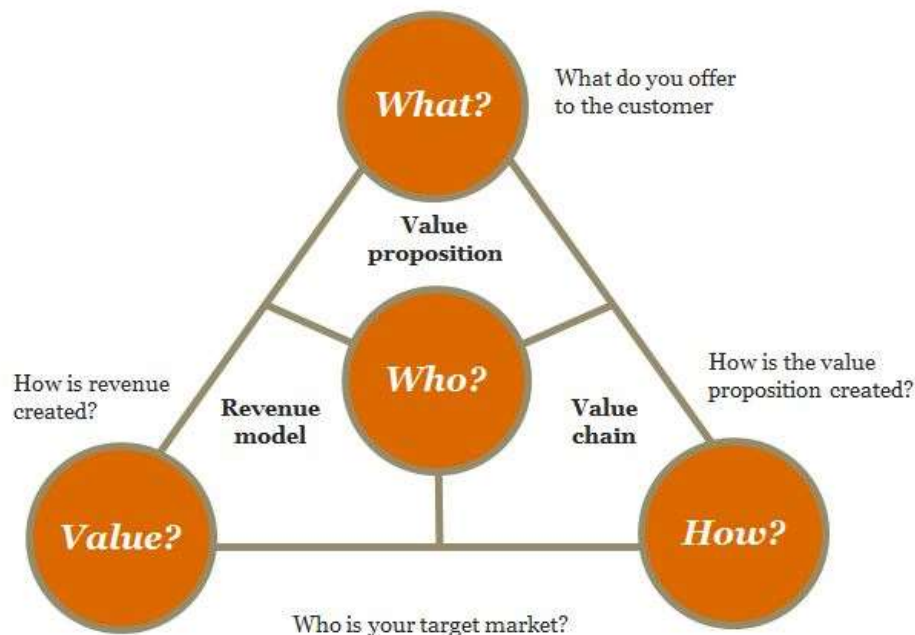 What?
What do you offer
to the customer
Value
proposition
Who?
How is revenue
created?
Revenue
model
Value
chain
How is the value
proposition created?
Value?
How?
Who is your target market?